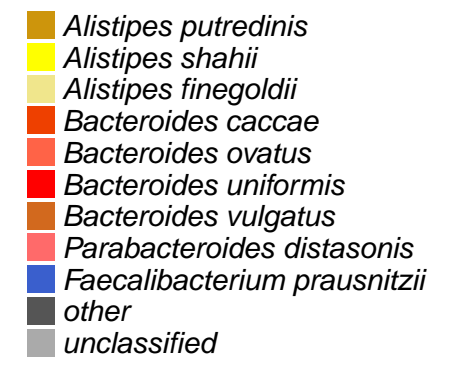 Alistipes putredinis
Alistipes shahii
Alistipes finegoldii
Bacteroides caccae
Bacteroides ovatus
Bacteroides uniformis
Bacteroides vulgatus
Parabacteroides distasonis
Faecalibacterium prausnitzii
other
unclassified